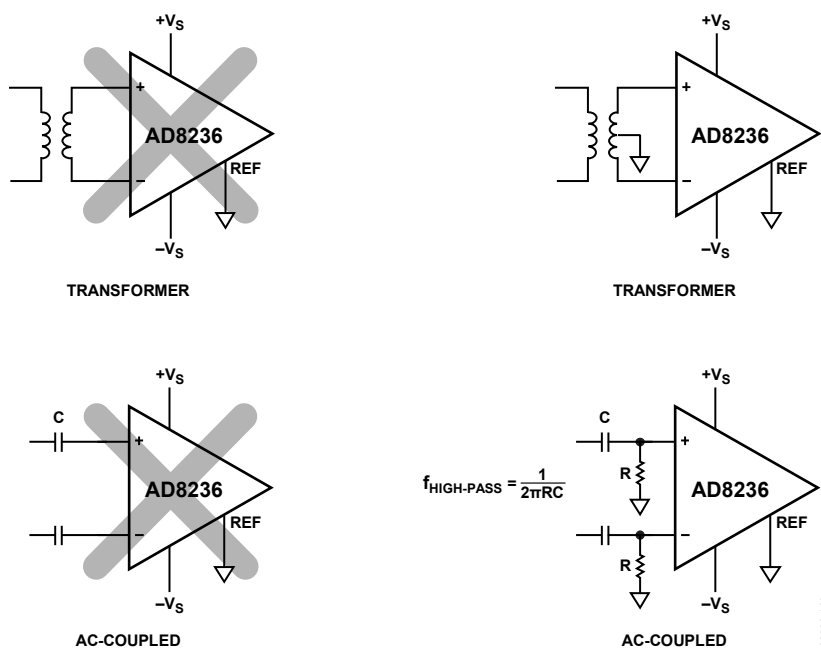 +VS
+
AD8236
REF
−
−VS
TRANSFORMER
+VS
+
AD8236
REF
−
−VS
TRANSFORMER
+VS
C
+
AD8236
REF
−
−VS
AC-COUPLED
fHIGH-PASS = 1/2πRC
+VS
C
+
R
AD8236
REF
−
R
−VS
AC-COUPLED